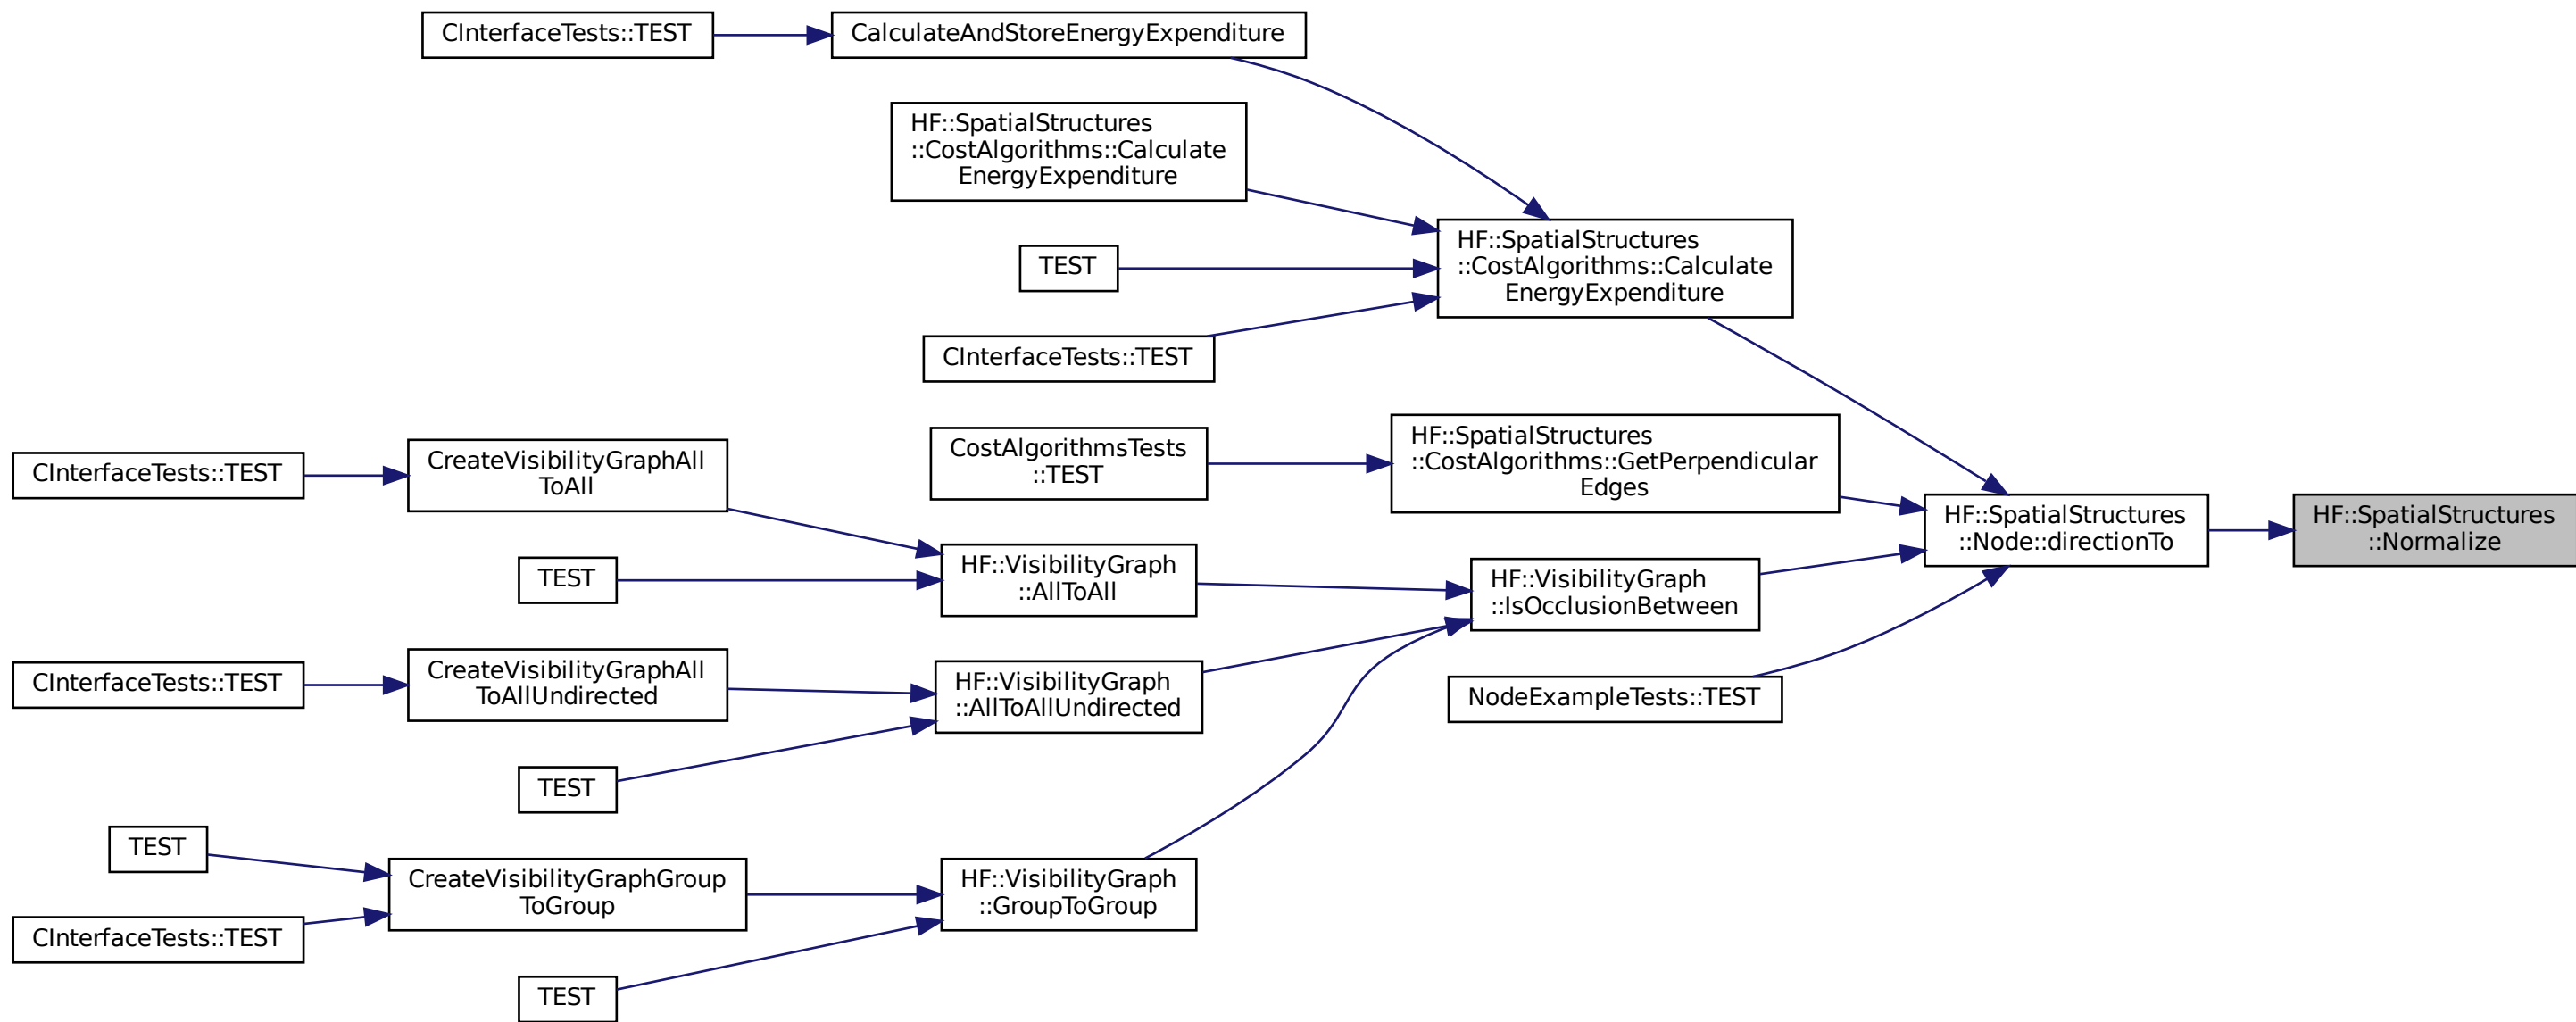 CInterfaceTests::TEST
CalculateAndStoreEnergyExpenditure
HF::SpatialStructures
::CostAlgorithms::Calculate
EnergyExpenditure
TEST
CInterfaceTests::TEST
HF::SpatialStructures
::CostAlgorithms::Calculate
EnergyExpenditure
CostAlgorithmsTests
::TEST
HF::SpatialStructures
::CostAlgorithms::GetPerpendicular
Edges
CInterfaceTests::TEST
CreateVisibilityGraphAll
ToAll
TEST
HF::VisibilityGraph
::AllToAll
HF::VisibilityGraph
::IsOcclusionBetween
HF::SpatialStructures
::Node::directionTo
HF::SpatialStructures
::Normalize
CInterfaceTests::TEST
CreateVisibilityGraphAll
ToAllUndirected
HF::VisibilityGraph
::AllToAllUndirected
NodeExampleTests::TEST
TEST
TEST
CInterfaceTests::TEST
CreateVisibilityGraphGroup
ToGroup
HF::VisibilityGraph
::GroupToGroup
TEST